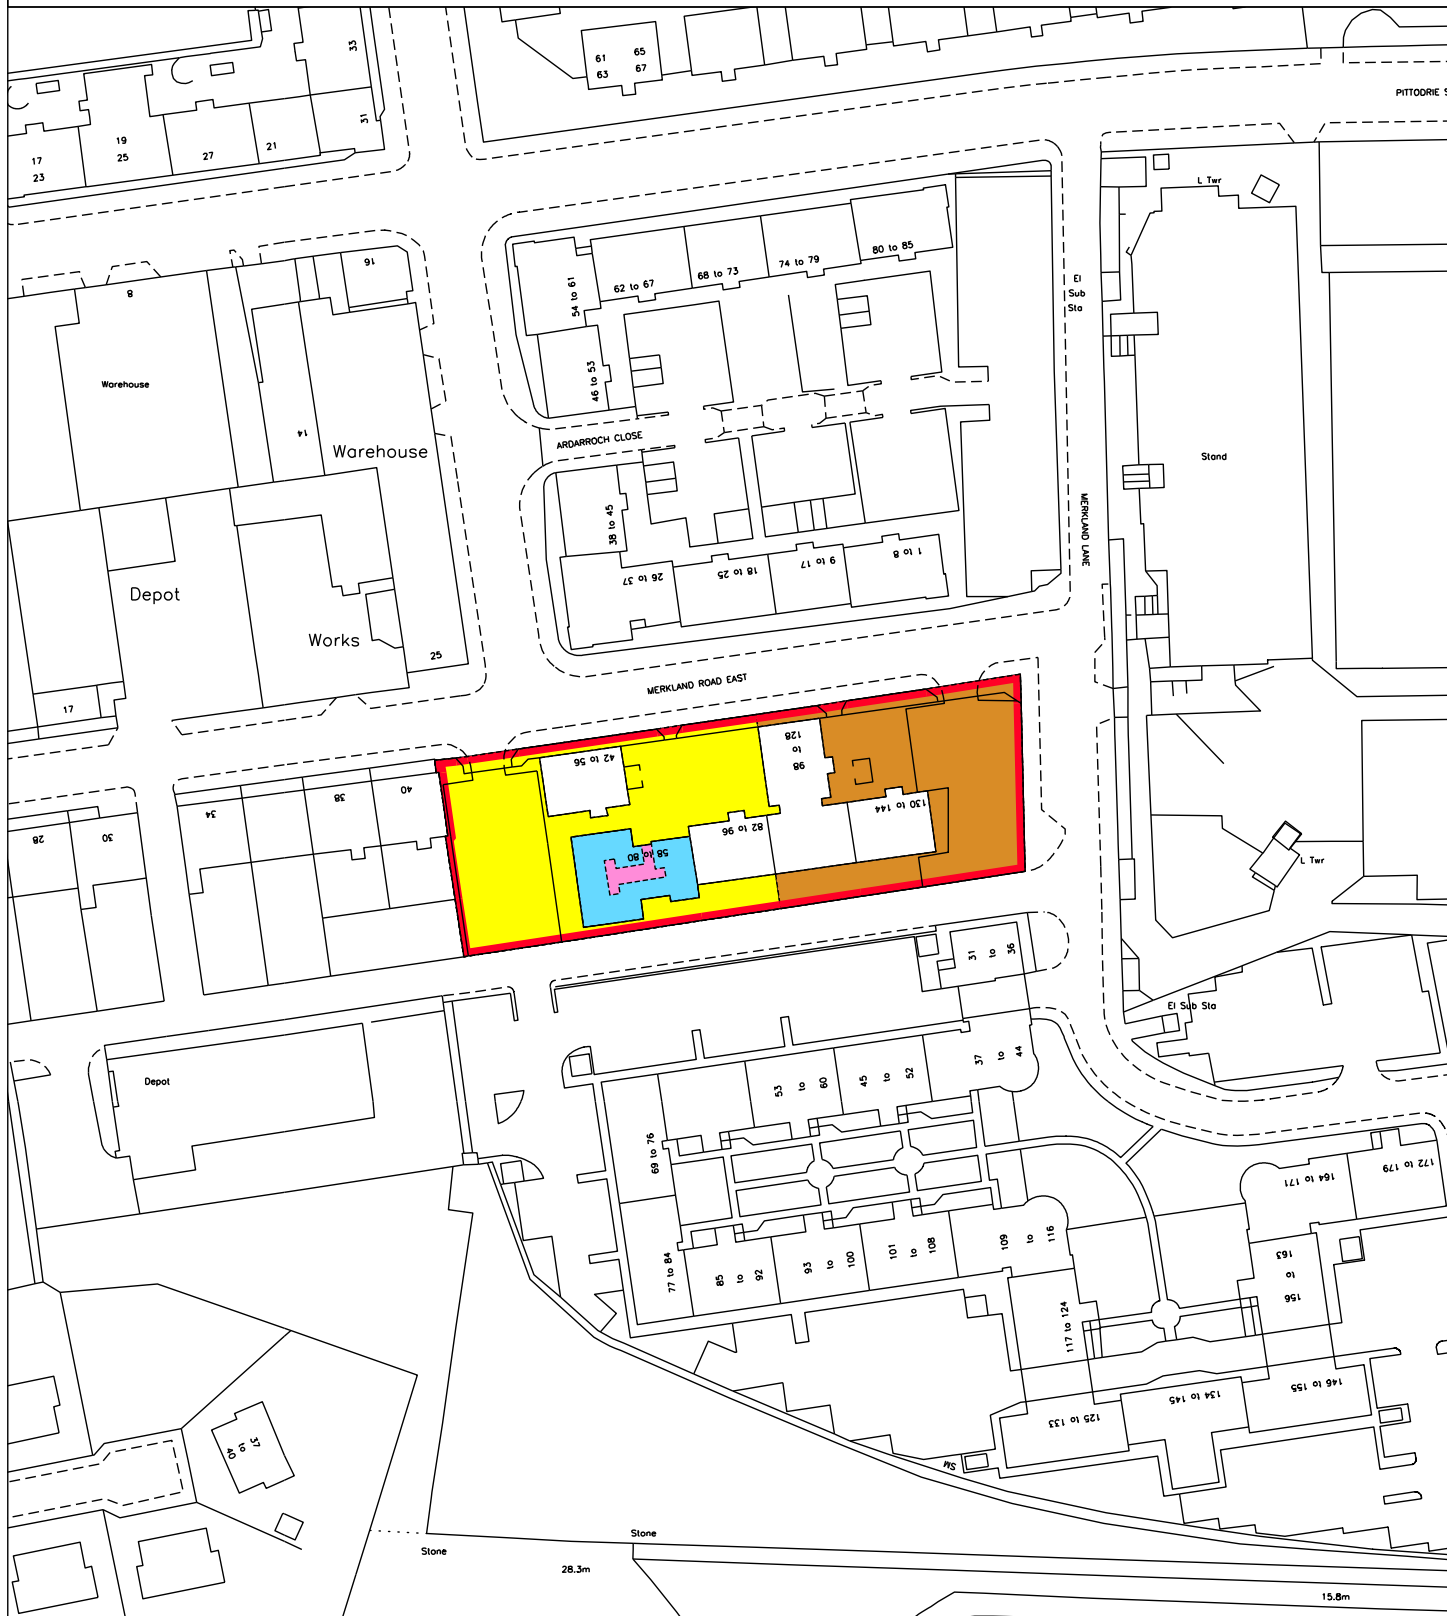 33
61
65
63
67
PITTODRIE S
31
19
25
27
21
17
23
L Twr
16
8
54 to 61
62 to 67
68 to 73
74 to 79
80 to 85
El
Sub
Sta
Warehouse
46 to 53
14
Warehouse
ARDARROCH CLOSE
Stand
MERKLAND LANE
38 to 45
26 to 37
18 to 25
9 to 17
1 to 8
Depot
Works
25
17
MERKLAND ROAD EAST
34
38
40
42 to 56
128
to
98
130 to 144
82 to 96
58 to 80
28
30
L Twr
31
to
36
El Sub Sta
37
to
44
Depot
53
to
60
45
to
52
69 to 76
77 to 84
85
to
92
93
to
100
101
to
108
109
to
116
117 to 124
164 to 171
172 to 179
163
to
156
125 to 133
134 to 145
146 to 155
SM
37
to
40
Stone
Stone
28.3m
15.8m